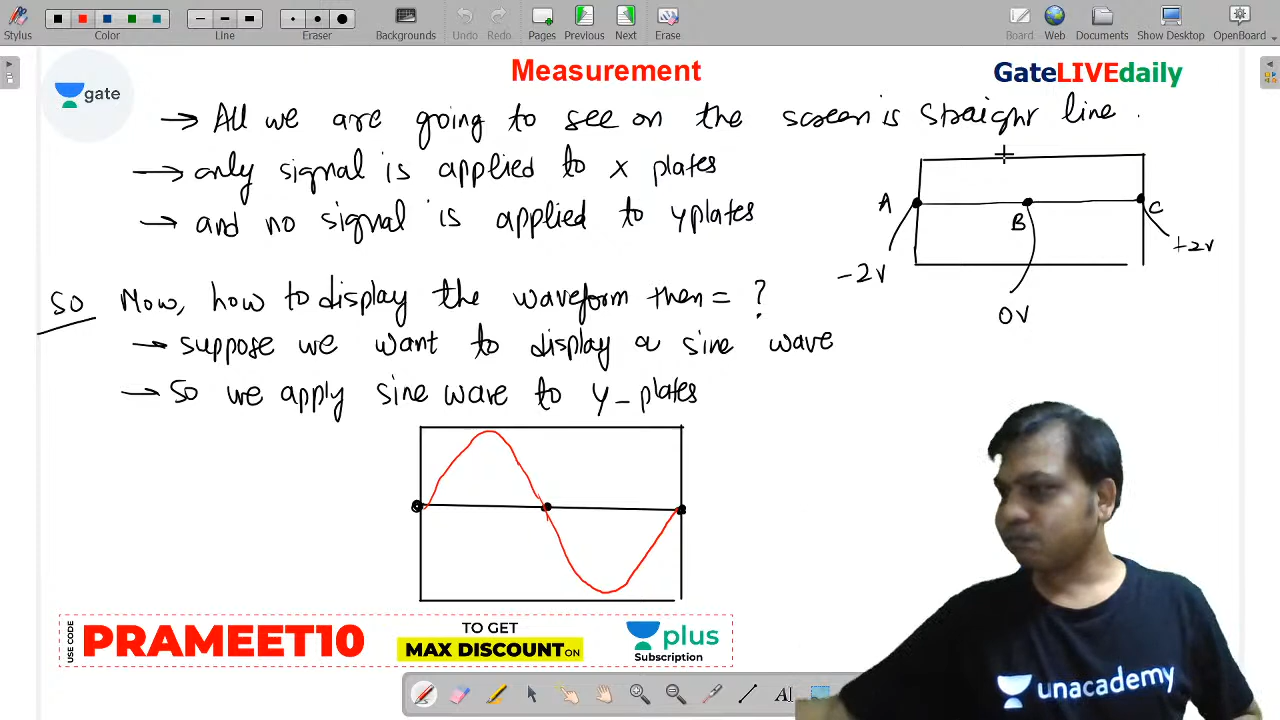 Stylus Color Line Eraser Backgrounds Undo Redo Pages Previous Next Erase Board Web Documents Show Desktop OpenBoard
gate
Measurement
GateLIVEdaily
→ All we are going to see on the screen is straight line.
→ only signal is applied to x plates
→ and no signal is applied to y plates
A
B
C
-2V
+2V
0V
So Now, how to display the waveform then = ?
→ suppose we want to display a sine wave
→ So we apply sine wave to y-plates
USE CODE
PRAMEET10
TO GET
MAX DISCOUNT ON
plus
Subscription
unacademy
AI